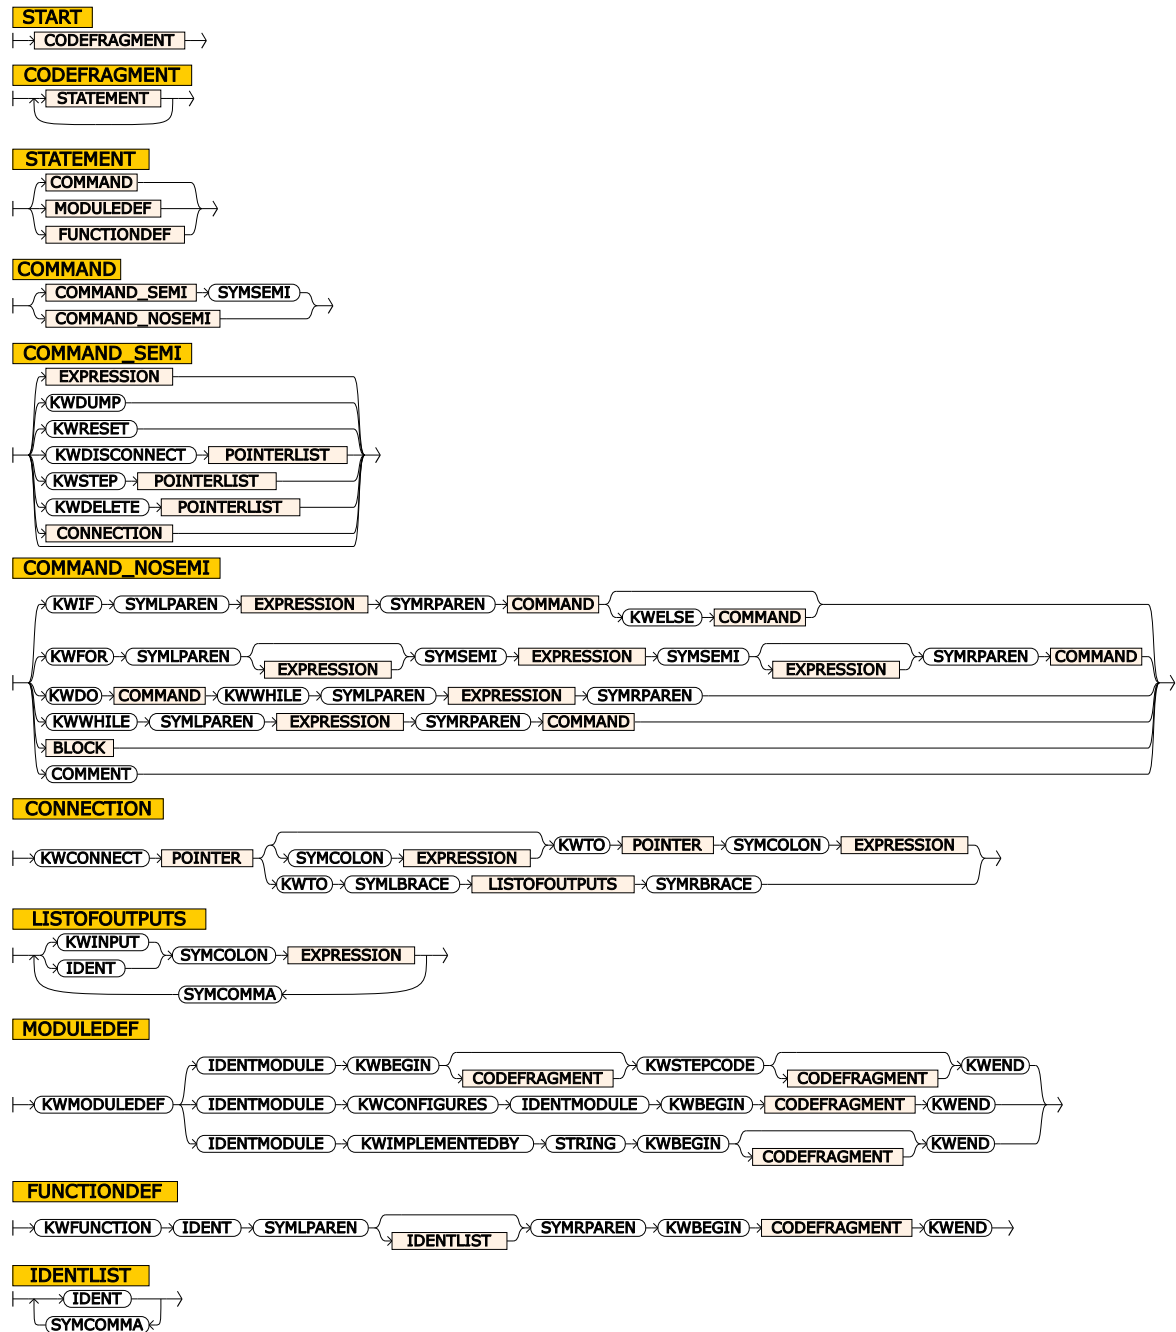 START
CODEFRAGMENT
CODEFRAGMENT
STATEMENT
STATEMENT
COMMAND
MODULEDEF
FUNCTIONDEF
COMMAND
COMMAND_SEMI SYMSEMI
COMMAND_NOSEMI
COMMAND_SEMI
EXPRESSION
KWDUMP
KWRESET
KWDISCONNECT POINTERLIST
KWSTEP POINTERLIST
KWDELETE POINTERLIST
CONNECTION
COMMAND_NOSEMI
KWIF SYMLPAREN EXPRESSION SYMRPAREN COMMAND
KWELSE COMMAND
KWFOR SYMLPAREN SYMSEMI EXPRESSION SYMSEMI SYMRPAREN COMMAND
EXPRESSION EXPRESSION
KWDO COMMAND KWWHILE SYMLPAREN EXPRESSION SYMRPAREN
KWWHILE SYMLPAREN EXPRESSION SYMRPAREN COMMAND
BLOCK
COMMENT
CONNECTION
KWTO POINTER SYMCOLON EXPRESSION
KWCONNECT POINTER SYMCOLON EXPRESSION
KWTO SYMLBRACE LISTOFOUTPUTS SYMRBRACE
LISTOFOUTPUTS
KWINPUT
SYMCOLON EXPRESSION
IDENT
SYMCOMMA
MODULEDEF
IDENTMODULE KWBEGIN KWSTEPCODE KWEND
CODEFRAGMENT CODEFRAGMENT
KWMODULEDEF IDENTMODULE KWCONFIGURES IDENTMODULE KWBEGIN CODEFRAGMENT KWEND
IDENTMODULE KWIMPLEMENTEDBY STRING KWBEGIN KWEND
CODEFRAGMENT
FUNCTIONDEF
KWFUNCTION IDENT SYMLPAREN SYMRPAREN KWBEGIN CODEFRAGMENT KWEND
IDENTLIST
IDENTLIST
IDENT
SYMCOMMA